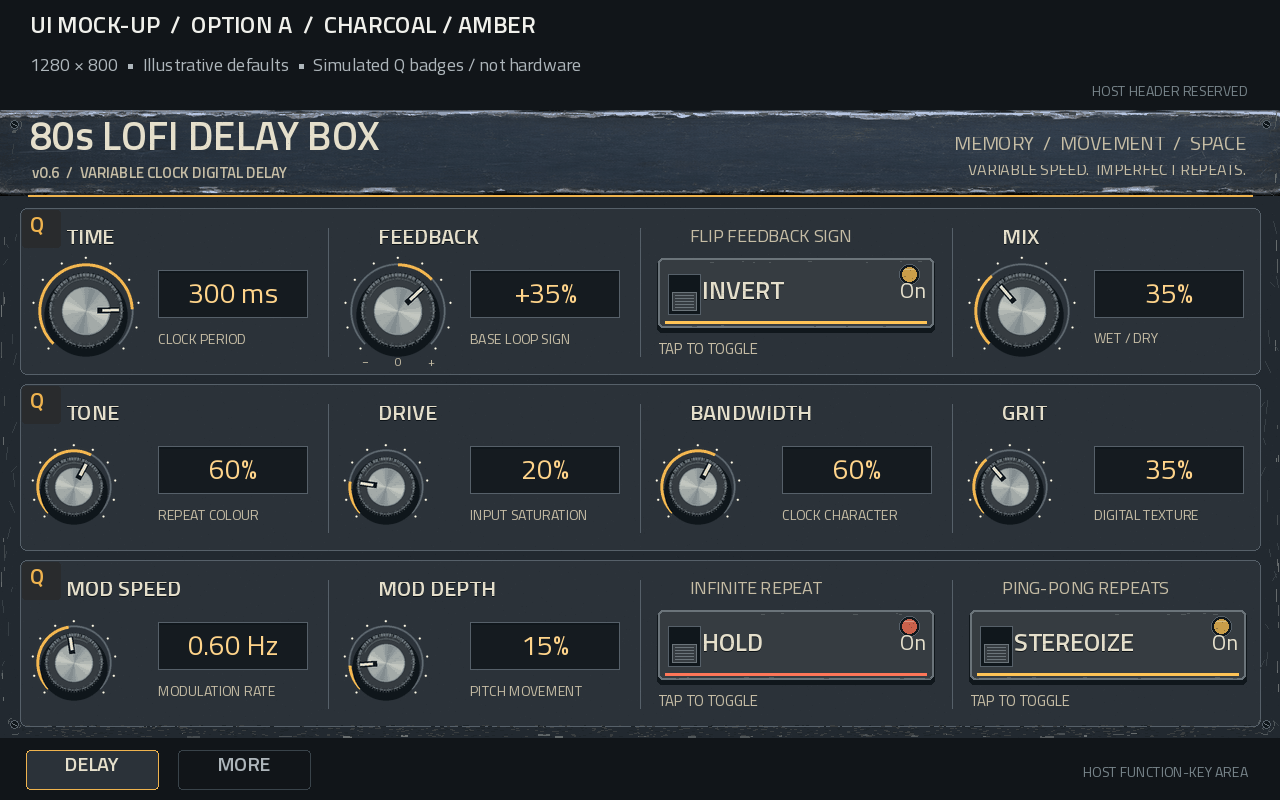 UI MOCK-UP / OPTION A / CHARCOAL / AMBER
1280 × 800 ▪ Illustrative defaults ▪ Simulated Q badges / not hardware
HOST HEADER RESERVED
80s LOFI DELAY BOX
MEMORY / MOVEMENT / SPACE
v0.6 / VARIABLE CLOCK DIGITAL DELAY
VARIABLE SPEED. IMPERFECT REPEATS.
Q
TIME
FEEDBACK
FLIP FEEDBACK SIGN
MIX
300 ms
+35%
INVERT
On
35%
CLOCK PERIOD
BASE LOOP SIGN
TAP TO TOGGLE
WET / DRY
− 0 +
Q
TONE
DRIVE
BANDWIDTH
GRIT
60%
20%
60%
35%
REPEAT COLOUR
INPUT SATURATION
CLOCK CHARACTER
DIGITAL TEXTURE
Q
MOD SPEED
MOD DEPTH
INFINITE REPEAT
PING-PONG REPEATS
0.60 Hz
15%
HOLD
On
STEREOIZE
On
MODULATION RATE
PITCH MOVEMENT
TAP TO TOGGLE
TAP TO TOGGLE
DELAY
MORE
HOST FUNCTION-KEY AREA